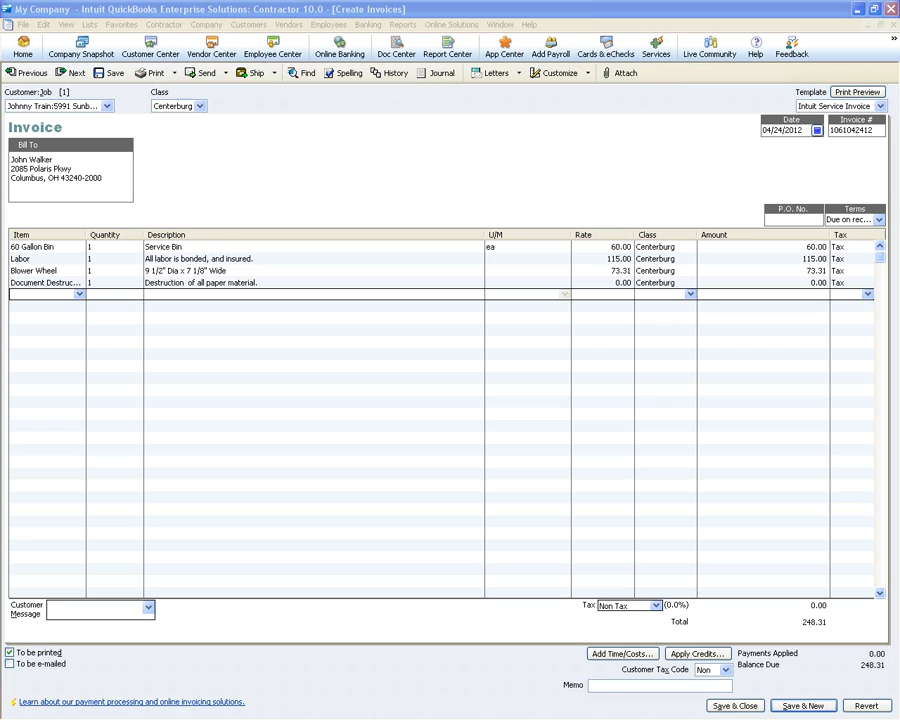 My Company - Intuit QuickBooks Enterprise Solutions: Contractor 10.0 - [Create Invoices]
File Edit View Lists Favorites Contractor Company Customers Vendors Employees Banking Reports Online Solutions Window Help
Home Company Snapshot Customer Center Vendor Center Employee Center Online Banking Doc Center Report Center App Center Add Payroll Cards & eChecks Services Live Community Help Feedback
Previous Next Save Print Send Ship Find Spelling History Journal Letters Customize Attach
Customer:Job [1] Class Template Print Preview
Johnny Train:5991 Sunb... Centerburg Intuit Service Invoice
Invoice
Date Invoice #
04/24/2012 1061042412
Bill To
John Walker
2085 Polaris Pkwy
Columbus, OH 43240-2000
P.O. No. Terms
Due on rec...
Item Quantity Description U/M Rate Class Amount Tax
60 Gallon Bin 1 Service Bin ea 60.00 Centerburg 60.00 Tax
Labor 1 All labor is bonded, and insured. 115.00 Centerburg 115.00 Tax
Blower Wheel 1 9 1/2" Dia x 7 1/8" Wide 73.31 Centerburg 73.31 Tax
Document Destruc... 1 Destruction of all paper material. 0.00 Centerburg 0.00 Tax
Customer Message
Tax Non Tax (0.0%) 0.00
Total 248.31
To be printed
To be e-mailed
Add Time/Costs... Apply Credits... Payments Applied 0.00
Customer Tax Code Non Balance Due 248.31
Memo
Learn about our payment processing and online invoicing solutions.
Save & Close Save & New Revert